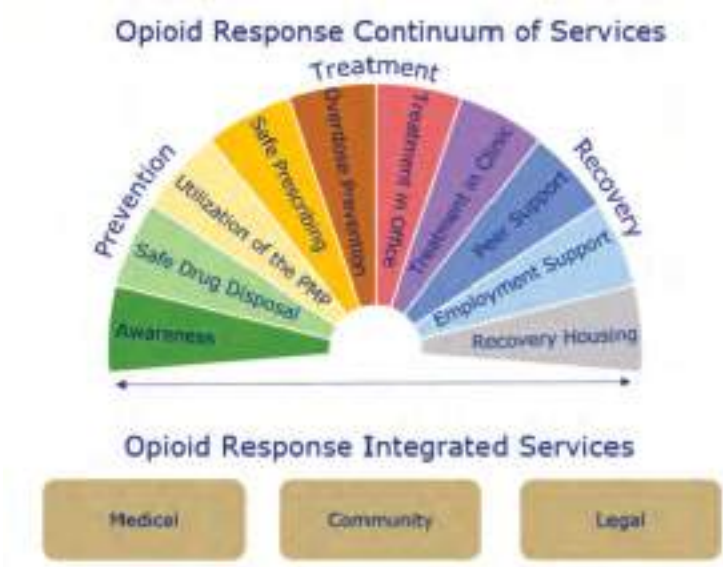 Opioid Response Continuum of Services
Treatment
Prevention
Recovery
Awareness
Safe Drug Disposal
Utilization of the PMP
Safe Prescribing
Overdose Prevention
Treatment in Office
Treatment in Clinic
Peer Support
Employment Support
Recovery Housing
Opioid Response Integrated Services
Medical
Community
Legal